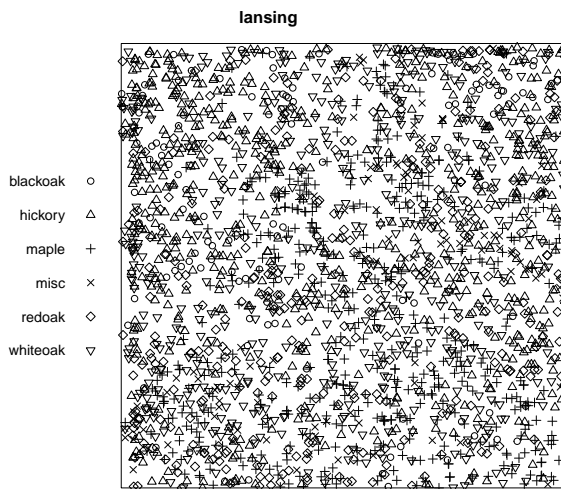 lansing
blackoak
hickory
maple
misc
redoak
whiteoak